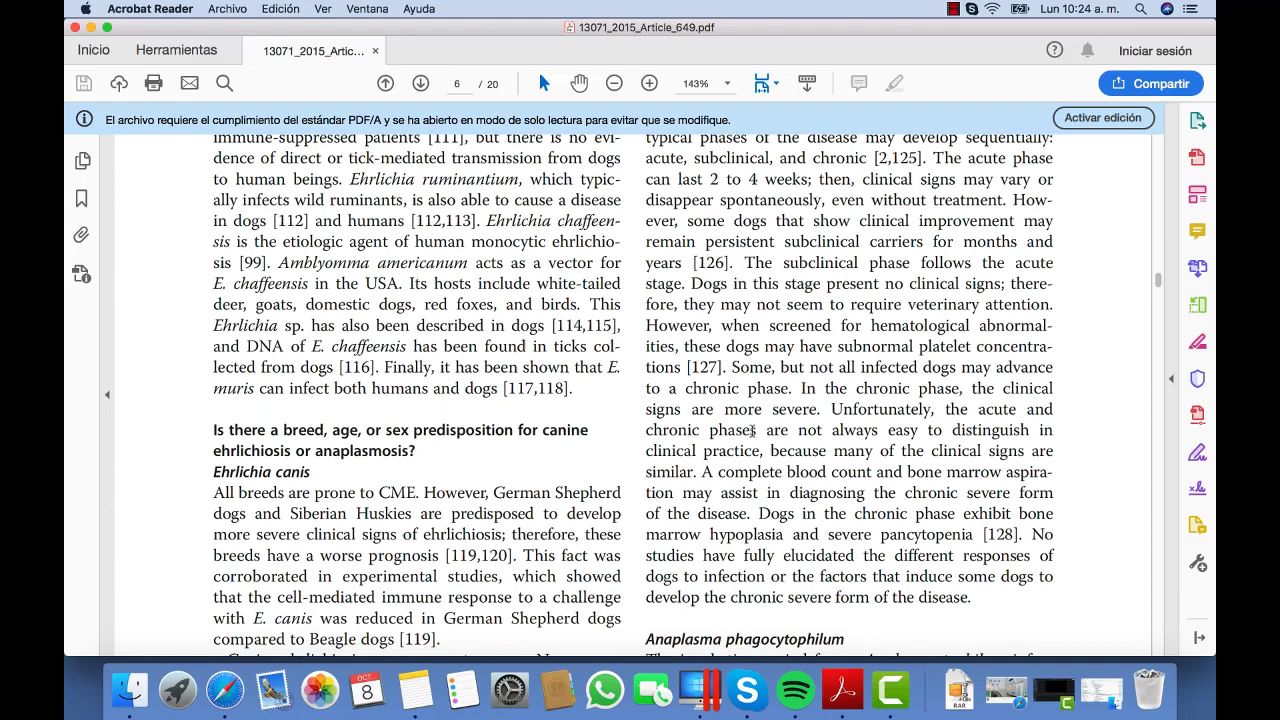 Acrobat Reader Archivo Edición Ver Ventana Ayuda Lun 10:24 a. m.
13071_2015_Article_649.pdf
Inicio Herramientas 13071_2015_Artic... × Iniciar sesión
6 / 20 143% Compartir
El archivo requiere el cumplimiento del estándar PDF/A y se ha abierto en modo de solo lectura para evitar que se modifique. Activar edición
immune-suppressed patients [111], but there is no evi-
dence of direct or tick-mediated transmission from dogs
to human beings. Ehrlichia ruminantium, which typic-
ally infects wild ruminants, is also able to cause a disease
in dogs [112] and humans [112,113]. Ehrlichia chaffeen-
sis is the etiologic agent of human monocytic ehrlichio-
sis [99]. Amblyomma americanum acts as a vector for
E. chaffeensis in the USA. Its hosts include white-tailed
deer, goats, domestic dogs, red foxes, and birds. This
Ehrlichia sp. has also been described in dogs [114,115],
and DNA of E. chaffeensis has been found in ticks col-
lected from dogs [116]. Finally, it has been shown that E.
muris can infect both humans and dogs [117,118].
Is there a breed, age, or sex predisposition for canine
ehrlichiosis or anaplasmosis?
Ehrlichia canis
All breeds are prone to CME. However, German Shepherd
dogs and Siberian Huskies are predisposed to develop
more severe clinical signs of ehrlichiosis; therefore, these
breeds have a worse prognosis [119,120]. This fact was
corroborated in experimental studies, which showed
that the cell-mediated immune response to a challenge
with E. canis was reduced in German Shepherd dogs
compared to Beagle dogs [119].
typical phases of the disease may develop sequentially:
acute, subclinical, and chronic [2,125]. The acute phase
can last 2 to 4 weeks; then, clinical signs may vary or
disappear spontaneously, even without treatment. How-
ever, some dogs that show clinical improvement may
remain persistent subclinical carriers for months and
years [126]. The subclinical phase follows the acute
stage. Dogs in this stage present no clinical signs; there-
fore, they may not seem to require veterinary attention.
However, when screened for hematological abnormal-
ities, these dogs may have subnormal platelet concentra-
tions [127]. Some, but not all infected dogs may advance
to a chronic phase. In the chronic phase, the clinical
signs are more severe. Unfortunately, the acute and
chronic phases are not always easy to distinguish in
clinical practice, because many of the clinical signs are
similar. A complete blood count and bone marrow aspira-
tion may assist in diagnosing the chronic severe form
of the disease. Dogs in the chronic phase exhibit bone
marrow hypoplasia and severe pancytopenia [128]. No
studies have fully elucidated the different responses of
dogs to infection or the factors that induce some dogs to
develop the chronic severe form of the disease.
Anaplasma phagocytophilum
OCT.
8
RAR